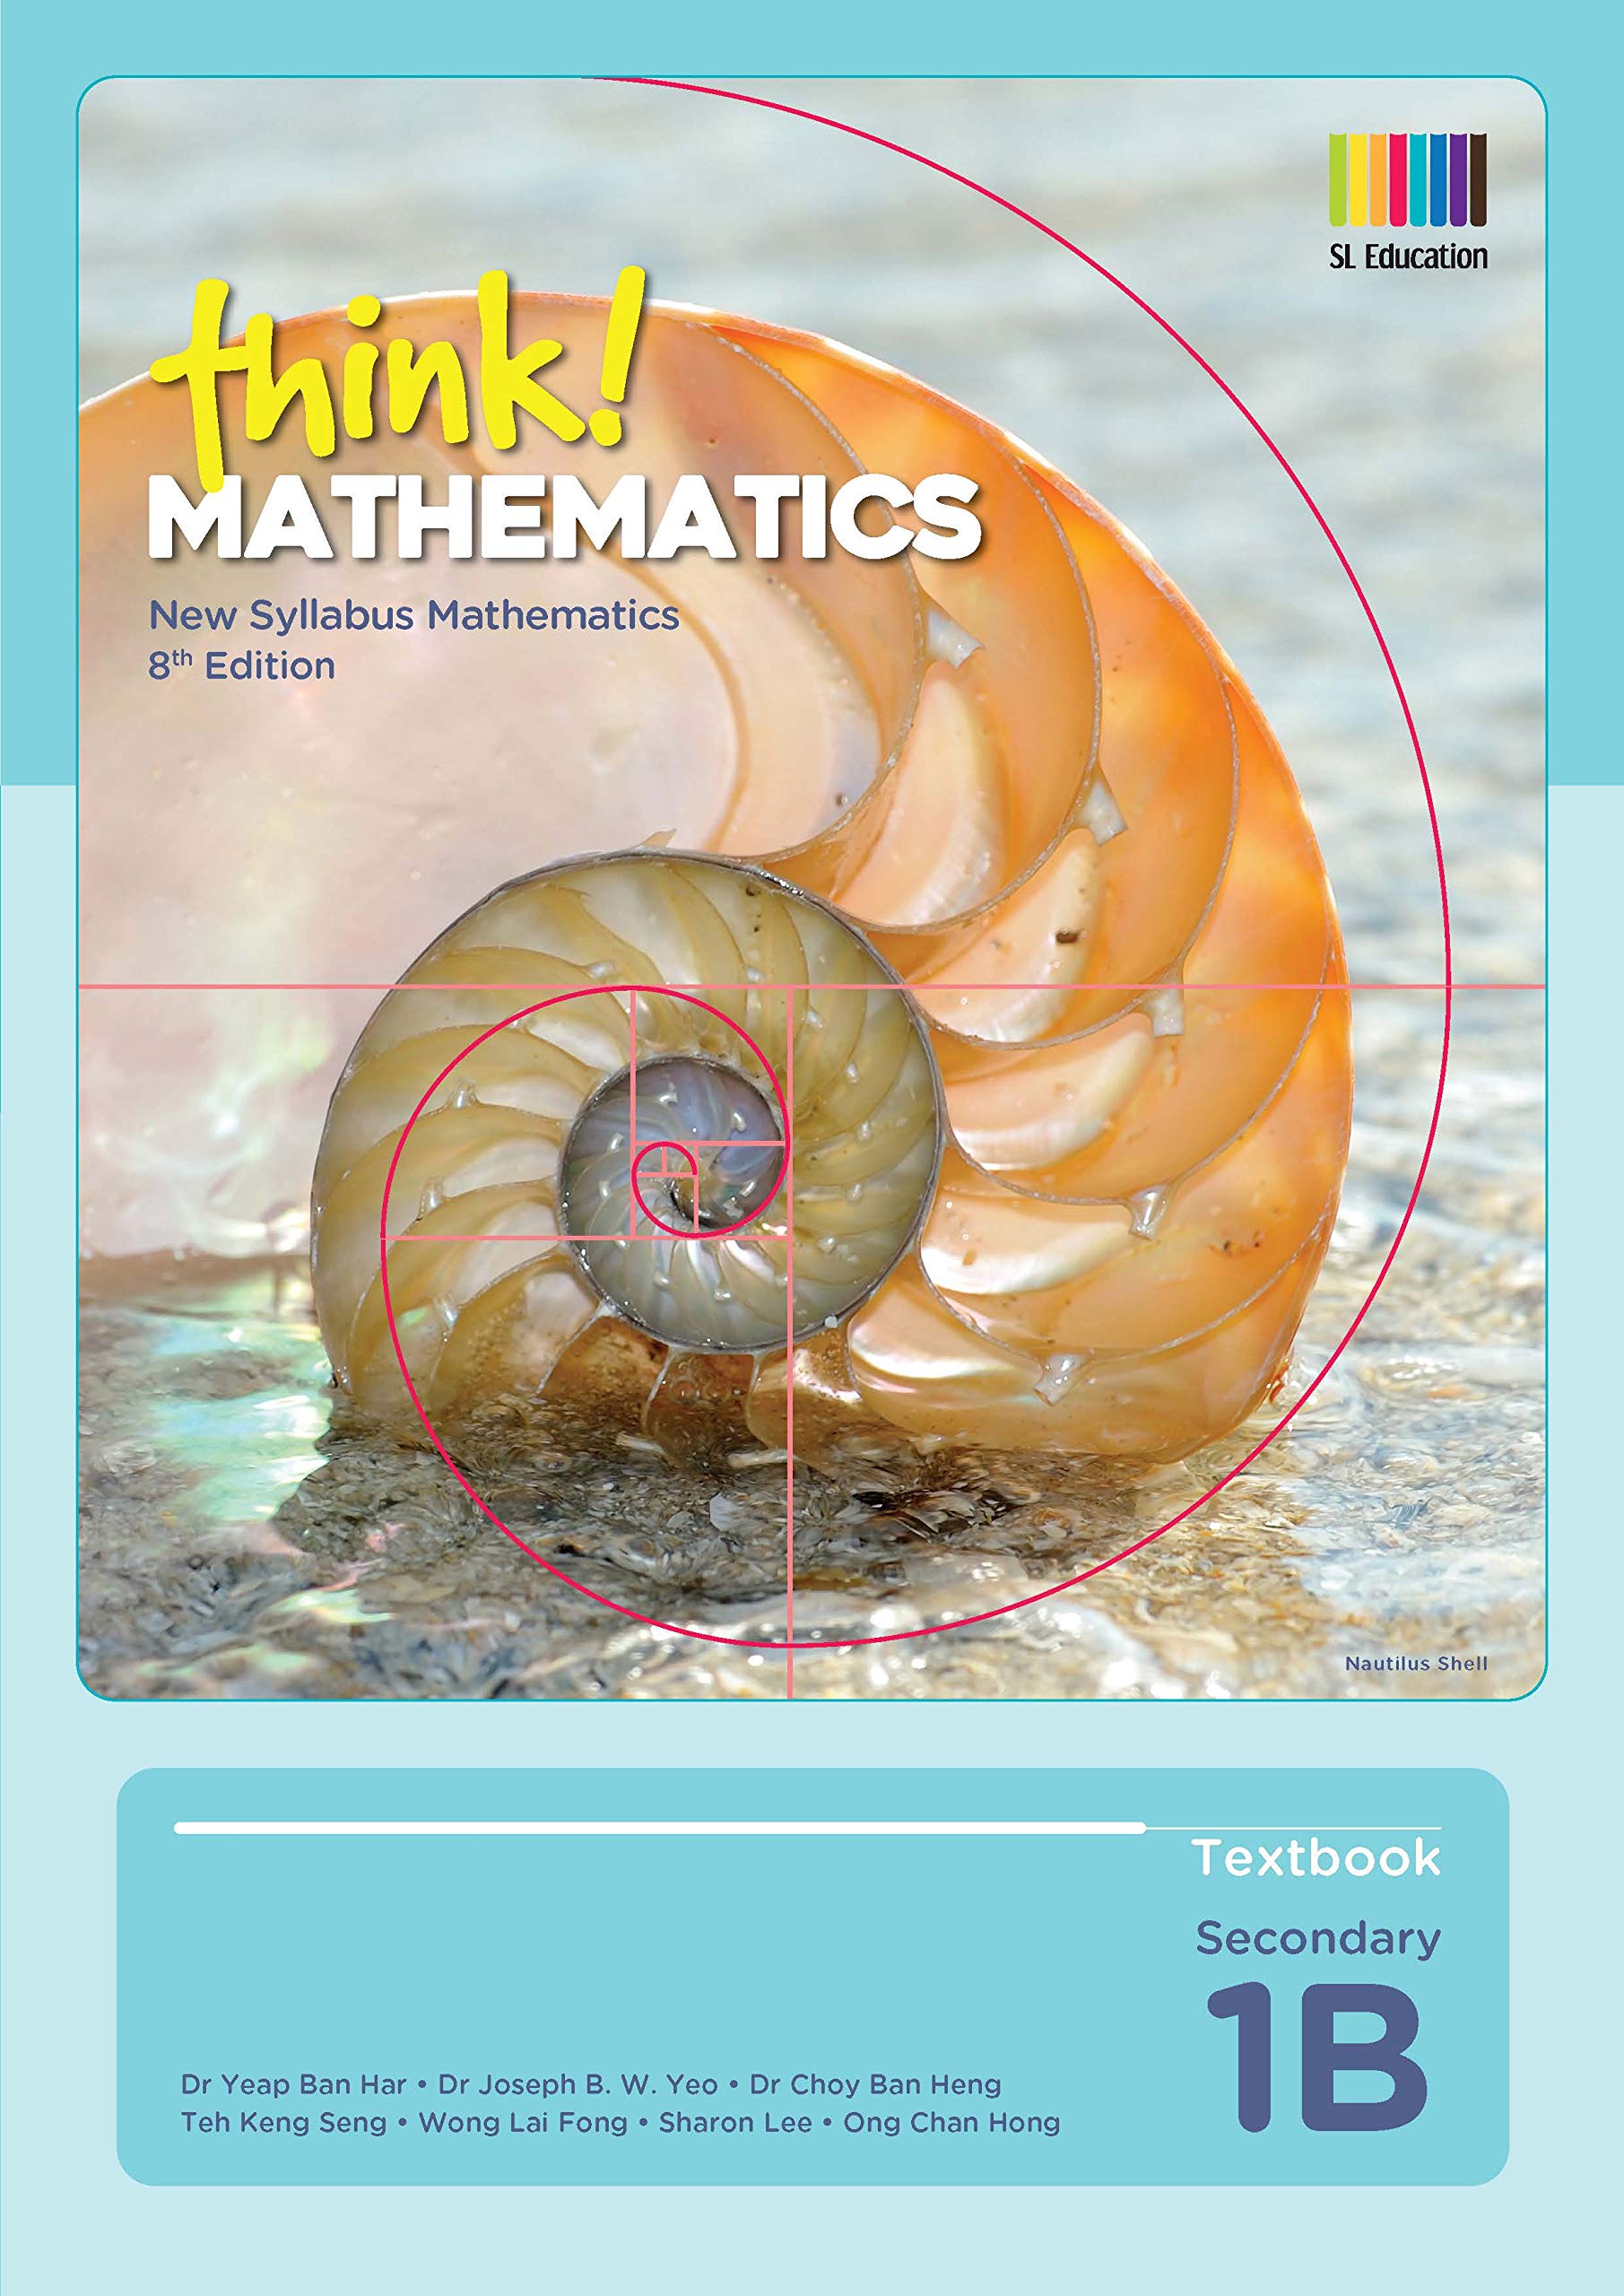 SL Education
think!
MATHEMATICS
New Syllabus Mathematics
8th Edition
Nautilus Shell
Textbook
Secondary
1B
Dr Yeap Ban Har • Dr Joseph B. W. Yeo • Dr Choy Ban Heng
Teh Keng Seng • Wong Lai Fong • Sharon Lee • Ong Chan Hong